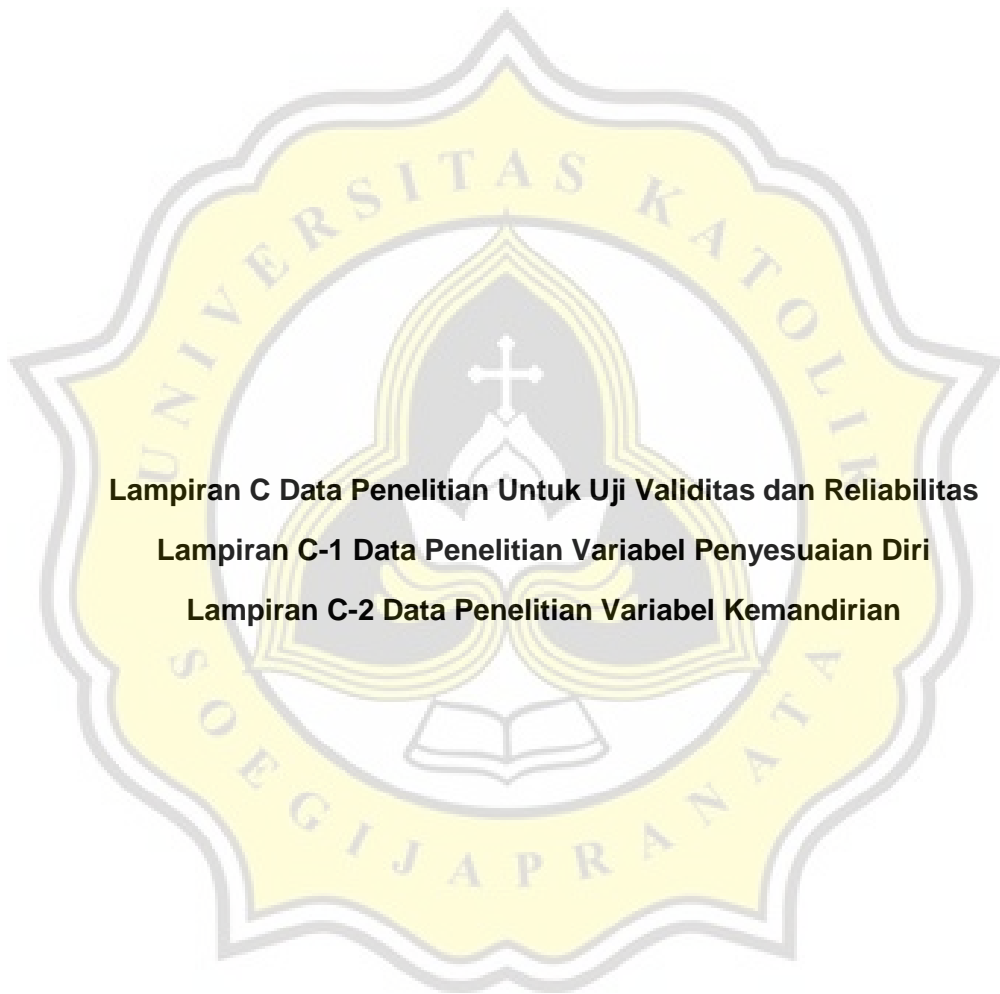 UNIVERSITAS KATOLIK
Lampiran C Data Penelitian Untuk Uji Validitas dan Reliabilitas
Lampiran C-1 Data Penelitian Variabel Penyesuaian Diri
Lampiran C-2 Data Penelitian Variabel Kemandirian
SOEGIJAPRANATA